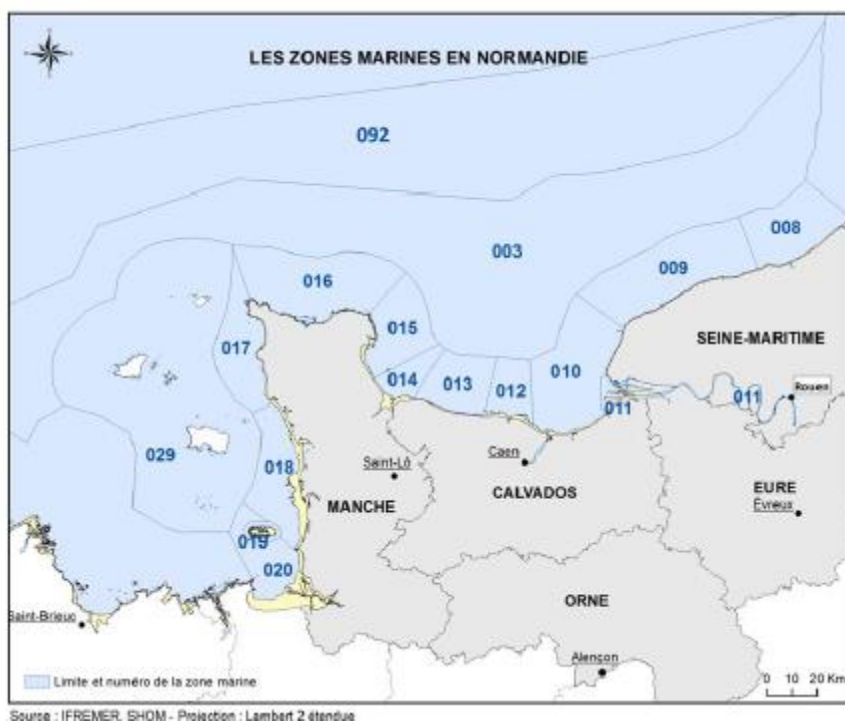 LES ZONES MARINES EN NORMANDIE
092
003
008
009
016
015
017
SEINE-MARITIME
014
013
012
010
011
011
Rouen
029
018
Saint-Lô
Caen
MANCHE
CALVADOS
EURE
Évreux
019
020
ORNE
Saint-Brieuc
Alençon
Limite et numéro de la zone marine
0 10 20 Km
Source : IFREMER, SHOM - Projection : Lambert 2 étendue